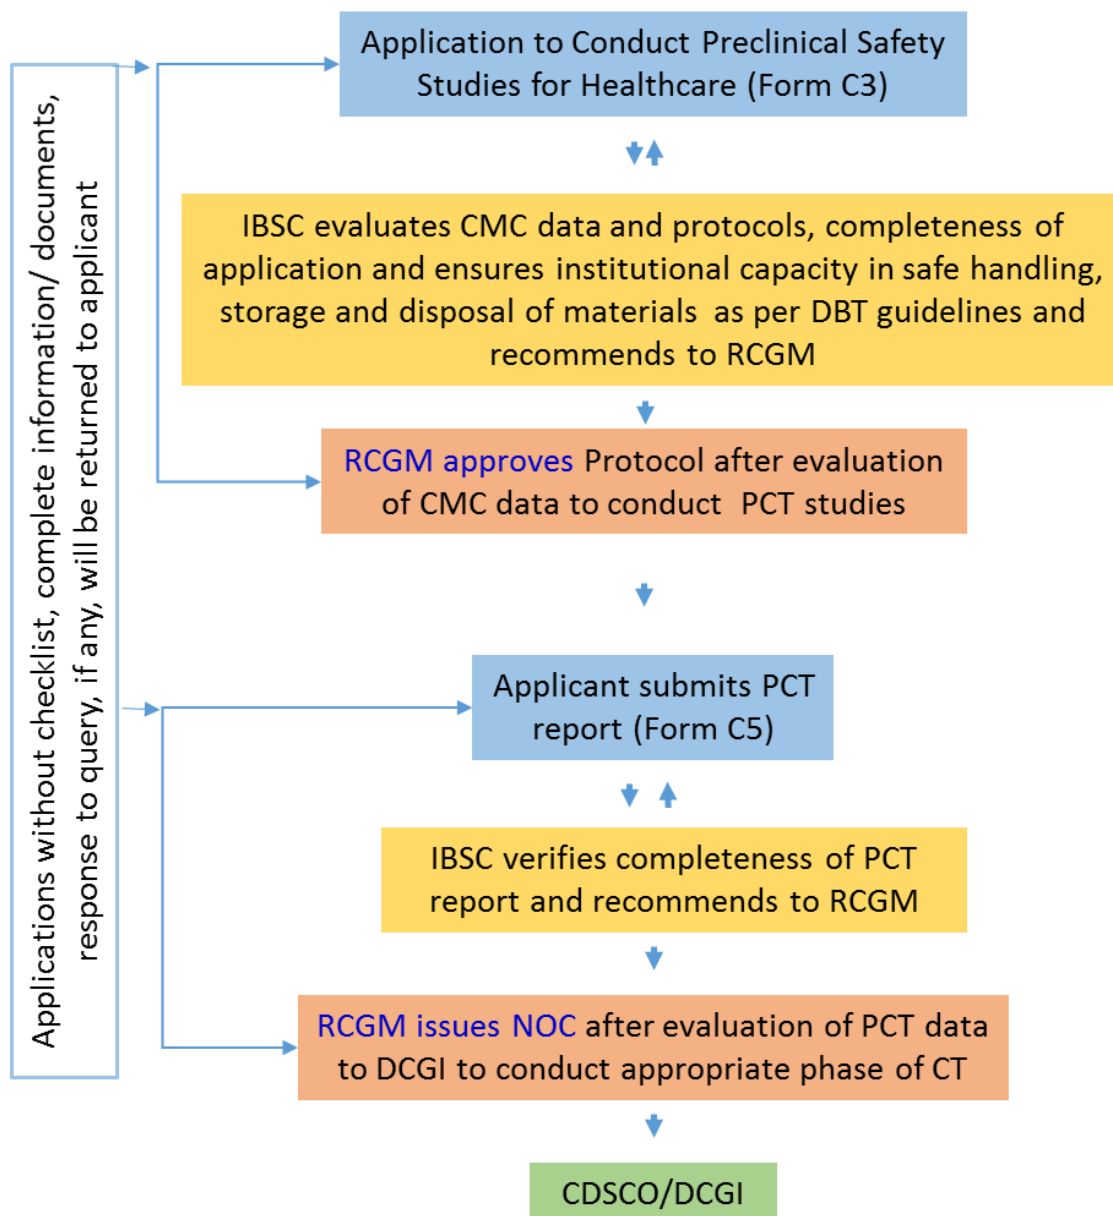 Applications without checklist, complete information/ documents,
response to query, if any, will be returned to applicant
Application to Conduct Preclinical Safety
Studies for Healthcare (Form C3)
IBSC evaluates CMC data and protocols, completeness of
application and ensures institutional capacity in safe handling,
storage and disposal of materials as per DBT guidelines and
recommends to RCGM
RCGM approves Protocol after evaluation
of CMC data to conduct PCT studies
Applicant submits PCT
report (Form C5)
IBSC verifies completeness of PCT
report and recommends to RCGM
RCGM issues NOC after evaluation of PCT data
to DCGI to conduct appropriate phase of CT
CDSCO/DCGI